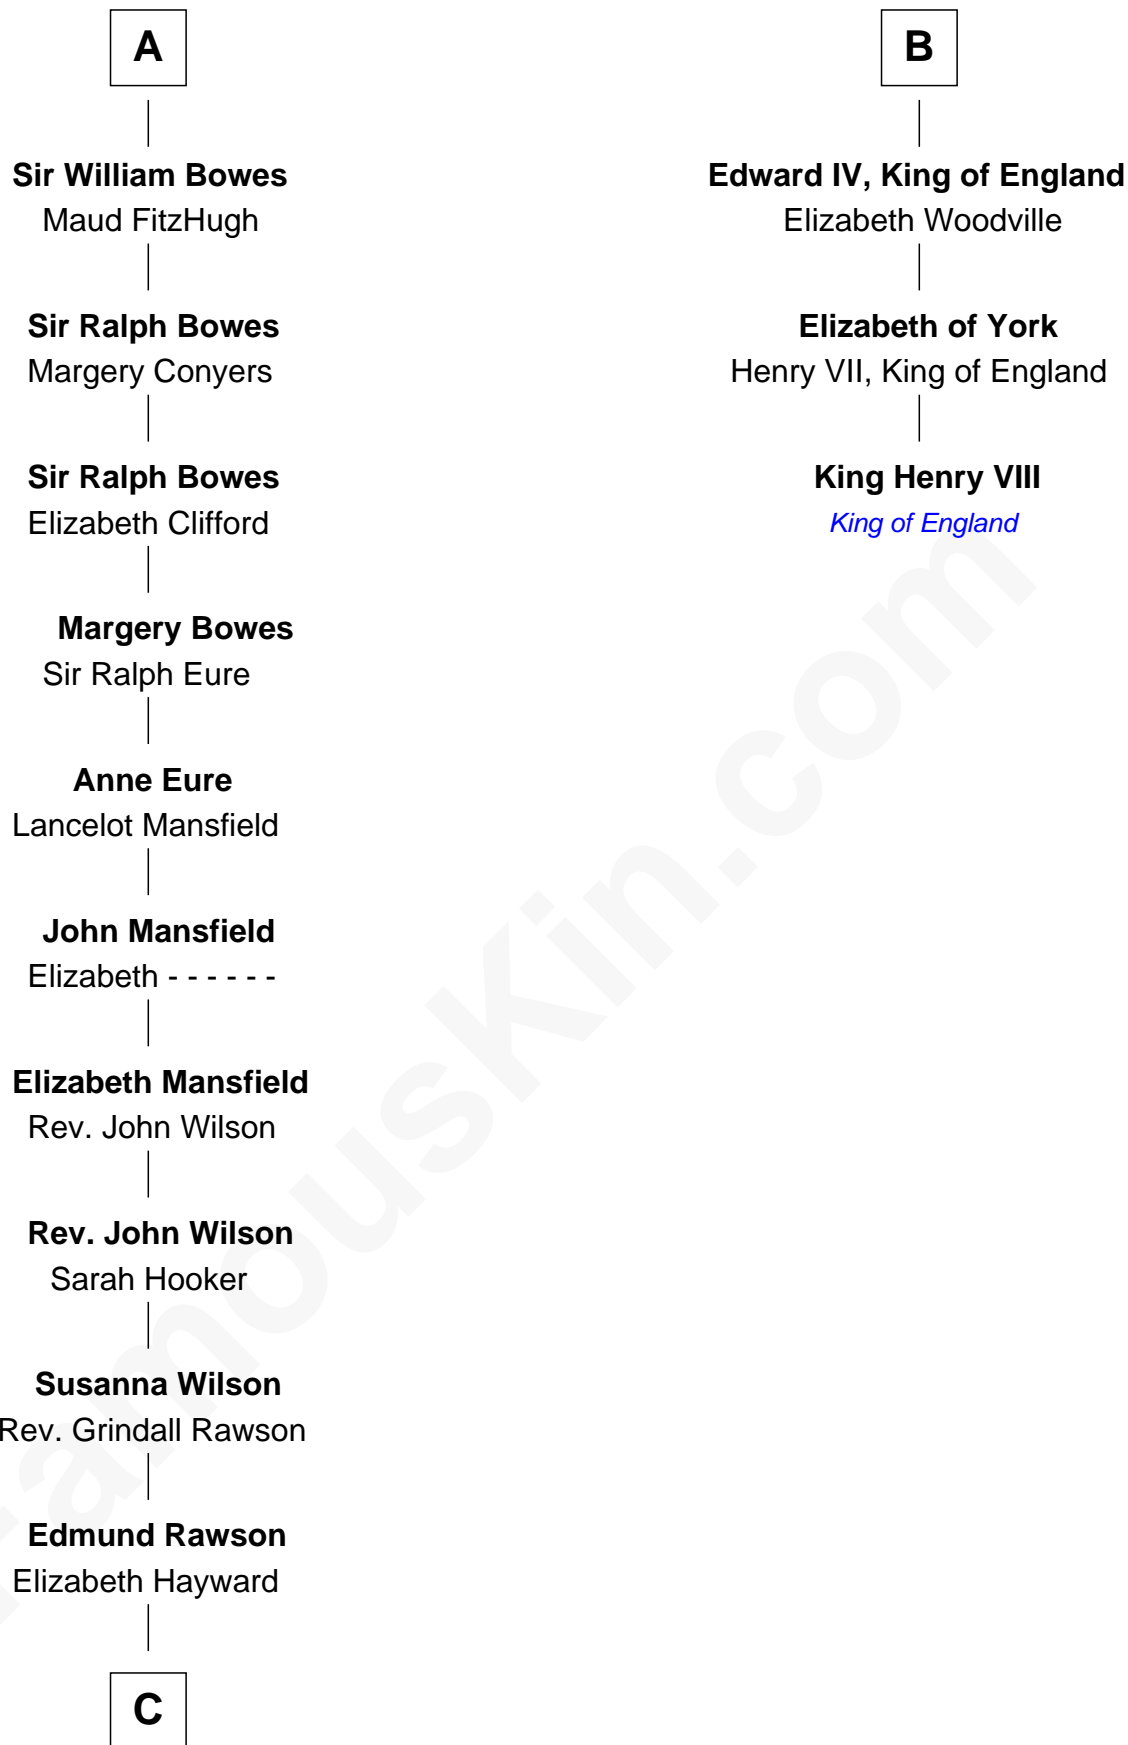 A
Sir William Bowes
Maud FitzHugh
Sir Ralph Bowes
Margery Conyers
Sir Ralph Bowes
Elizabeth Clifford
Margery Bowes
Sir Ralph Eure
Anne Eure
Lancelot Mansfield
John Mansfield
Elizabeth - - - - - -
Elizabeth Mansfield
Rev. John Wilson
Rev. John Wilson
Sarah Hooker
Susanna Wilson
Rev. Grindall Rawson
Edmund Rawson
Elizabeth Hayward
C
B
Edward IV, King of England
Elizabeth Woodville
Elizabeth of York
Henry VII, King of England
King Henry VIII
King of England
FamousKin.com